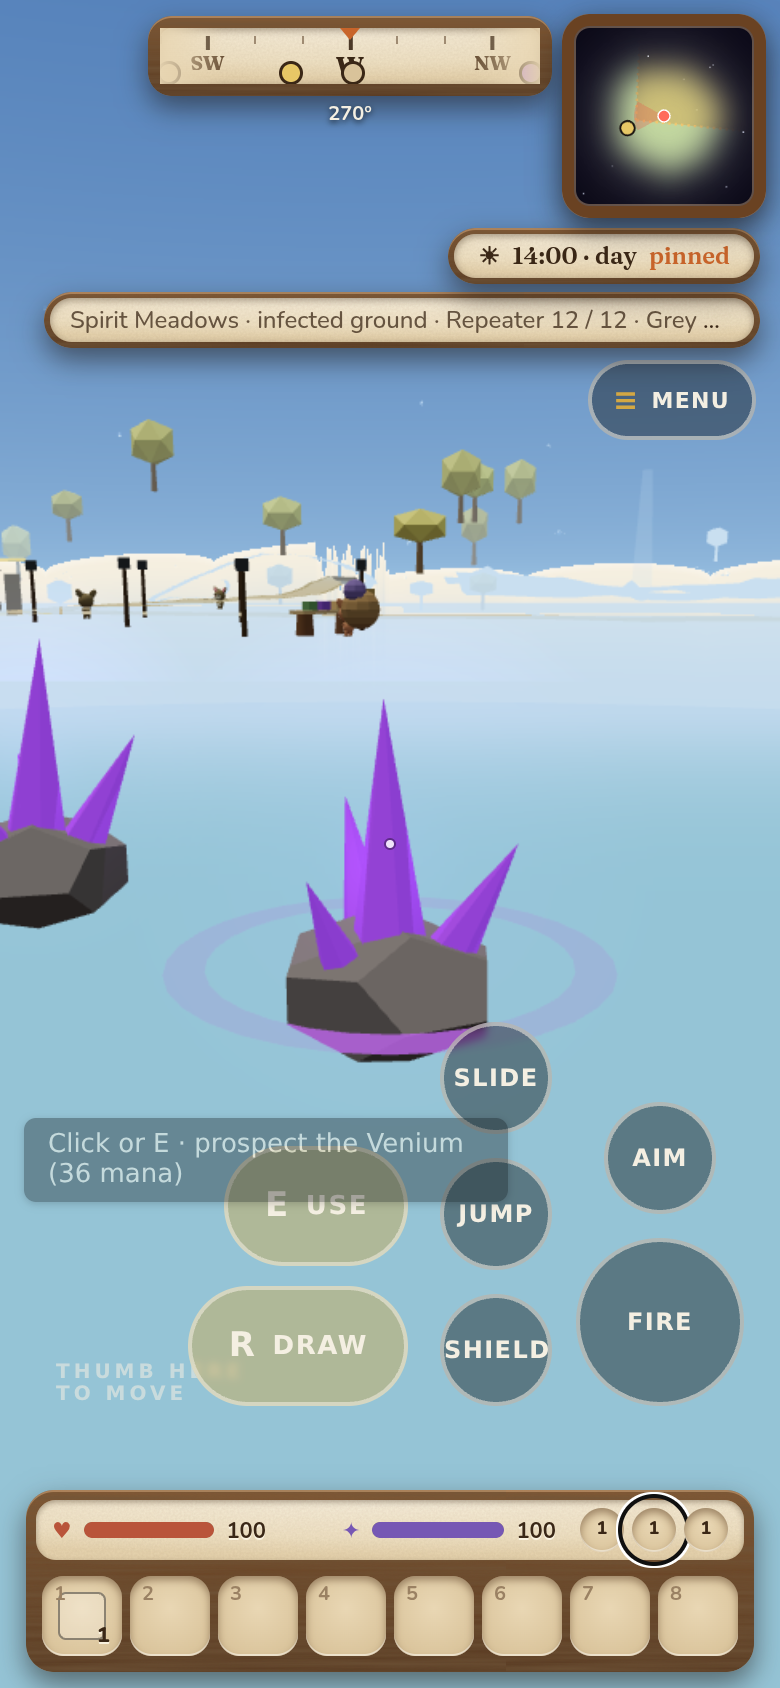 SW W NW
270°
14:00 · day pinned
Spirit Meadows · infected ground · Repeater 12 / 12 · Grey ...
MENU
SLIDE
Click or E · prospect the Venium
(36 mana)
AIM
E USE
JUMP
FIRE
R DRAW
SHIELD
THUMB HERE
TO MOVE
100 100 1 1 1
1 2 3 4 5 6 7 8
1